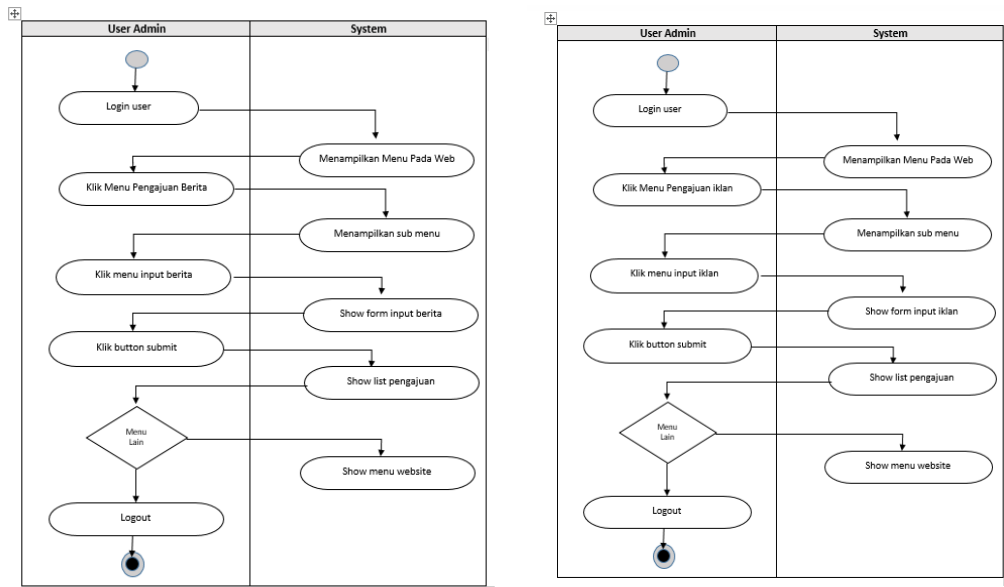 User Admin
System
Login user
Menampilkan Menu Pada Web
Klik Menu Pengajuan Berita
Menampilkan sub menu
Klik menu input berita
Show form input berita
Klik button submit
Show list pengajuan
Menu
Lain
Show menu website
Logout
User Admin
System
Login user
Menampilkan Menu Pada Web
Klik Menu Pengajuan iklan
Menampilkan sub menu
Klik menu input iklan
Show form input iklan
Klik button submit
Show list pengajuan
Menu
Lain
Show menu website
Logout